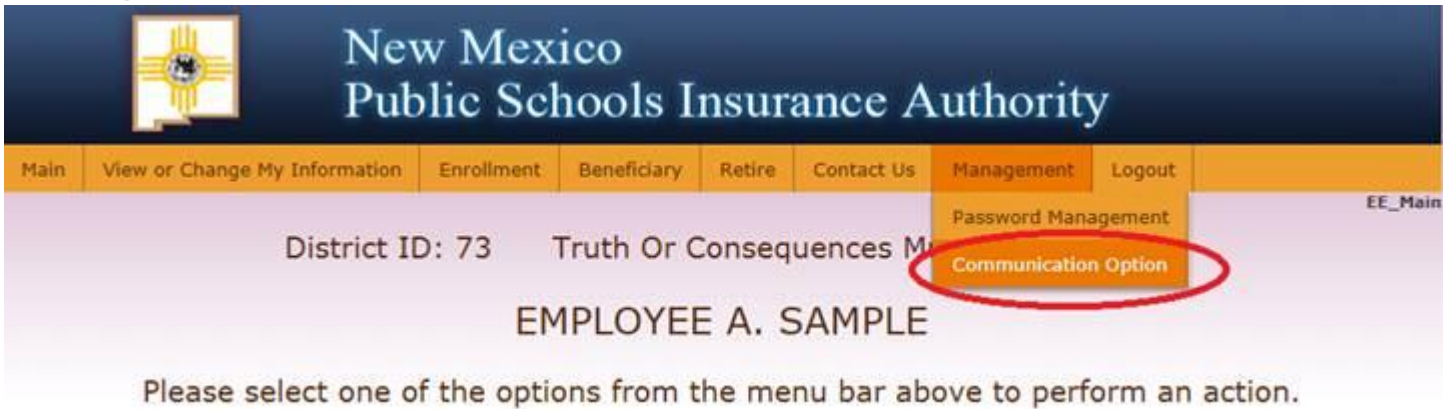 New Mexico
Public Schools Insurance Authority
Main View or Change My Information Enrollment Beneficiary Retire Contact Us Management Logout
Password Management
EE_Main
District ID: 73 Truth Or Consequences
Communication Option
EMPLOYEE A. SAMPLE
Please select one of the options from the menu bar above to perform an action.